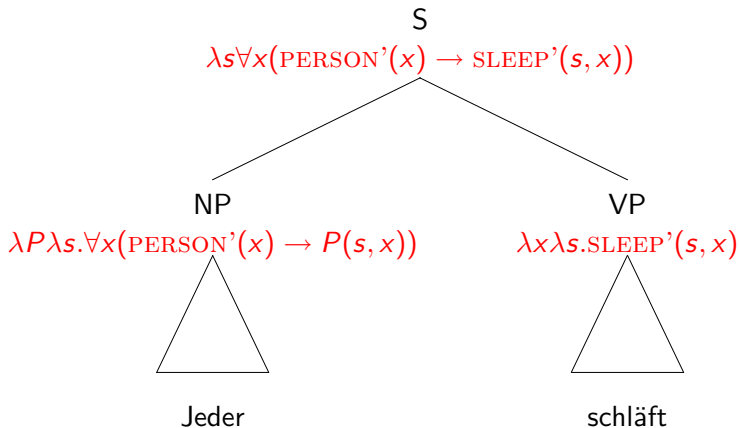 S
λs∀x(PERSON’(x) → SLEEP’(s, x))
NP VP
λPλs.∀x(PERSON’(x) → P(s, x)) λxλs.SLEEP’(s, x)
Jeder schläft